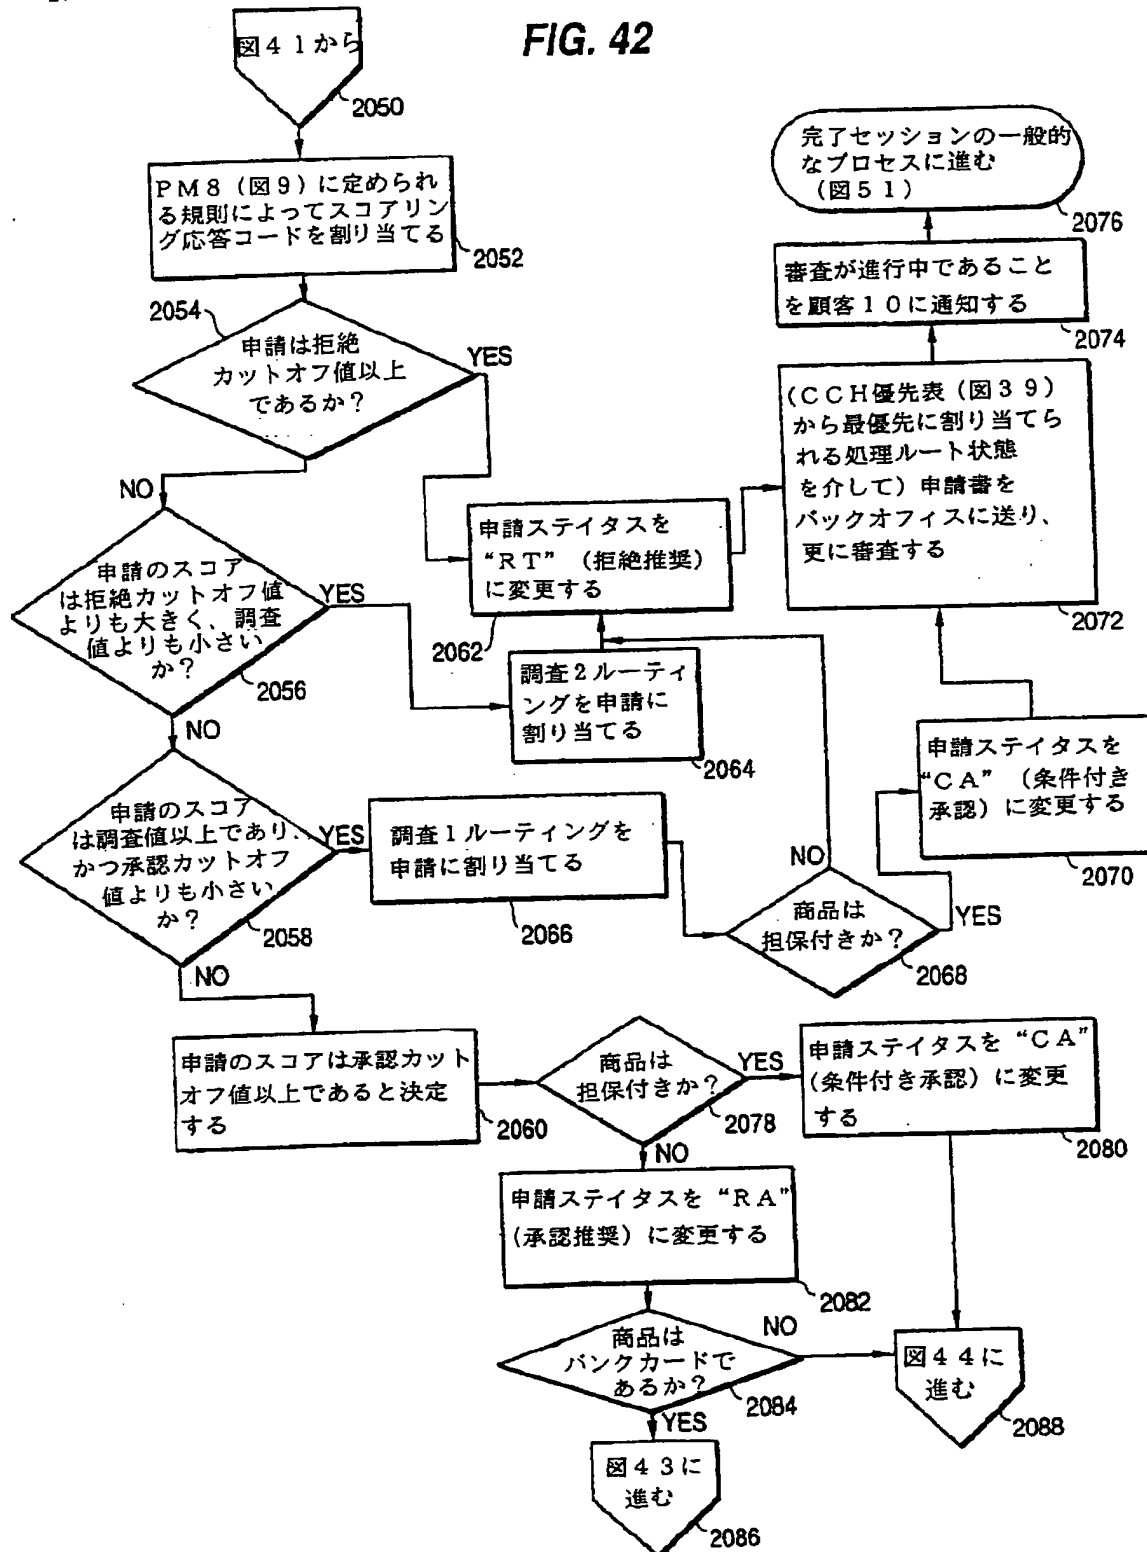 FIG. 42
図41から
2050
PM8(図9)に定められ
る規則によってスコアリン
グ応答コードを割り当てる
2052
2054
申請は拒絶
カットオフ値以上
であるか?
YES
NO
申請のスコア
は拒絶カットオフ値
よりも大きく、調査
値よりも小さい
か?
YES
2056
NO
申請のスコア
は調査値以上であり、
かつ承認カットオフ
値よりも小さい
か?
YES
2058
NO
申請のスコアは承認カット
オフ値以上であると決定
する
2060
完了セッションの一般的
なプロセスに進む
(図51)
2076
審査が進行中であること
を顧客10に通知する
2074
(CCH優先表(図39)
から最優先に割り当てら
れる処理ルート状態
を介して)申請書を
バックオフィスに送り、
更に審査する
2072
申請ステイタスを
“RT”(拒絶推奨)
に変更する
2062
調査2ルーティ
ングを申請に
割り当てる
2064
調査1ルーティングを
申請に割り当てる
2066
NO
商品は
担保付きか?
YES
2068
申請ステイタスを
“CA” (条件付き
承認)に変更する
2070
商品は
担保付きか?
YES
2078
NO
申請ステイタスを“CA”
(条件付き承認)に変更
する
2080
申請ステイタスを“RA”
(承認推奨)に変更する
2082
商品は
バンクカードで
あるか?
NO
2084
YES
図44に
進む
2088
図43に
進む
2086